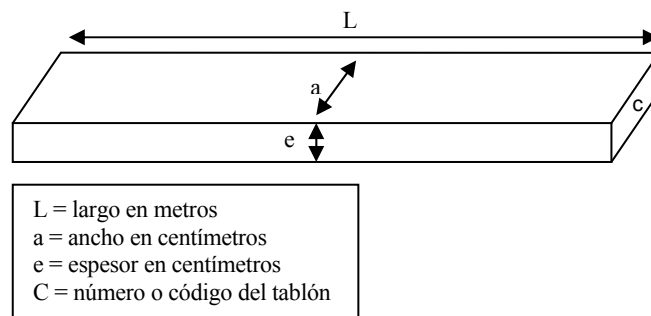 L
a
c
e
L = largo en metros
a = ancho en centímetros
e = espesor en centímetros
C = número o código del tablón